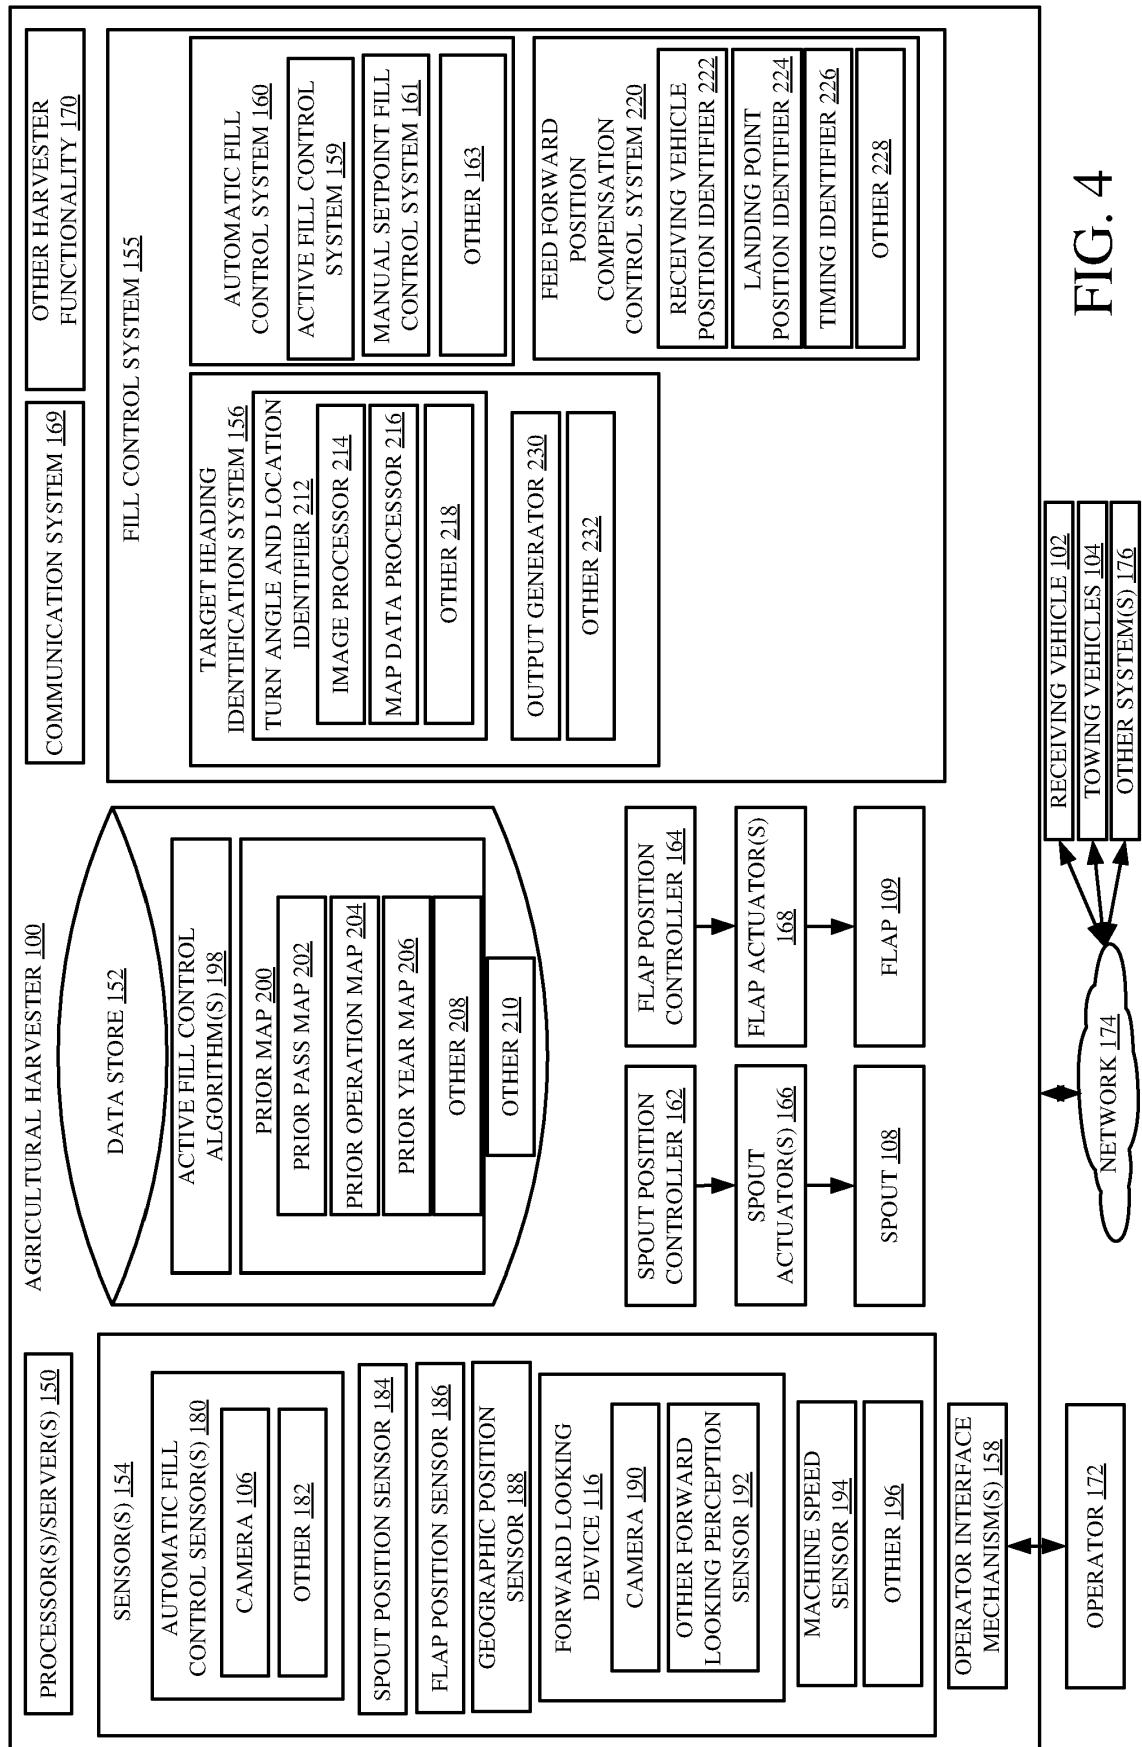 AGRICULTURAL HARVESTER 100
PROCESSOR(S)/SERVER(S) 150
SENSOR(S) 154
AUTOMATIC FILL
CONTROL SENSOR(S) 180
CAMERA 106
OTHER 182
SPOUT POSITION SENSOR 184
FLAP POSITION SENSOR 186
GEOGRAPHIC POSITION
SENSOR 188
FORWARD LOOKING
DEVICE 116
CAMERA 190
OTHER FORWARD
LOOKING PERCEPTION
SENSOR 192
MACHINE SPEED
SENSOR 194
OTHER 196
OPERATOR INTERFACE
MECHANISM(S) 158
OPERATOR 172
DATA STORE 152
ACTIVE FILL CONTROL
ALGORITHM(S) 198
PRIOR MAP 200
PRIOR PASS MAP 202
PRIOR OPERATION MAP 204
PRIOR YEAR MAP 206
OTHER 208
OTHER 210
SPOUT POSITION
CONTROLLER 162
SPOUT
ACTUATOR(S) 166
SPOUT 108
FLAP POSITION
CONTROLLER 164
FLAP ACTUATOR(S)
168
FLAP 109
NETWORK 174
COMMUNICATION SYSTEM 169
OTHER HARVESTER
FUNCTIONALITY 170
FILL CONTROL SYSTEM 155
TARGET HEADING
IDENTIFICATION SYSTEM 156
TURN ANGLE AND LOCATION
IDENTIFIER 212
IMAGE PROCESSOR 214
MAP DATA PROCESSOR 216
OTHER 218
OUTPUT GENERATOR 230
OTHER 232
AUTOMATIC FILL
CONTROL SYSTEM 160
ACTIVE FILL CONTROL
SYSTEM 159
MANUAL SETPOINT FILL
CONTROL SYSTEM 161
OTHER 163
FEED FORWARD
POSITION
COMPENSATION
CONTROL SYSTEM 220
RECEIVING VEHICLE
POSITION IDENTIFIER 222
LANDING POINT
POSITION IDENTIFIER 224
TIMING IDENTIFIER 226
OTHER 228
RECEIVING VEHICLE 102
TOWING VEHICLES 104
OTHER SYSTEM(S) 176
FIG. 4